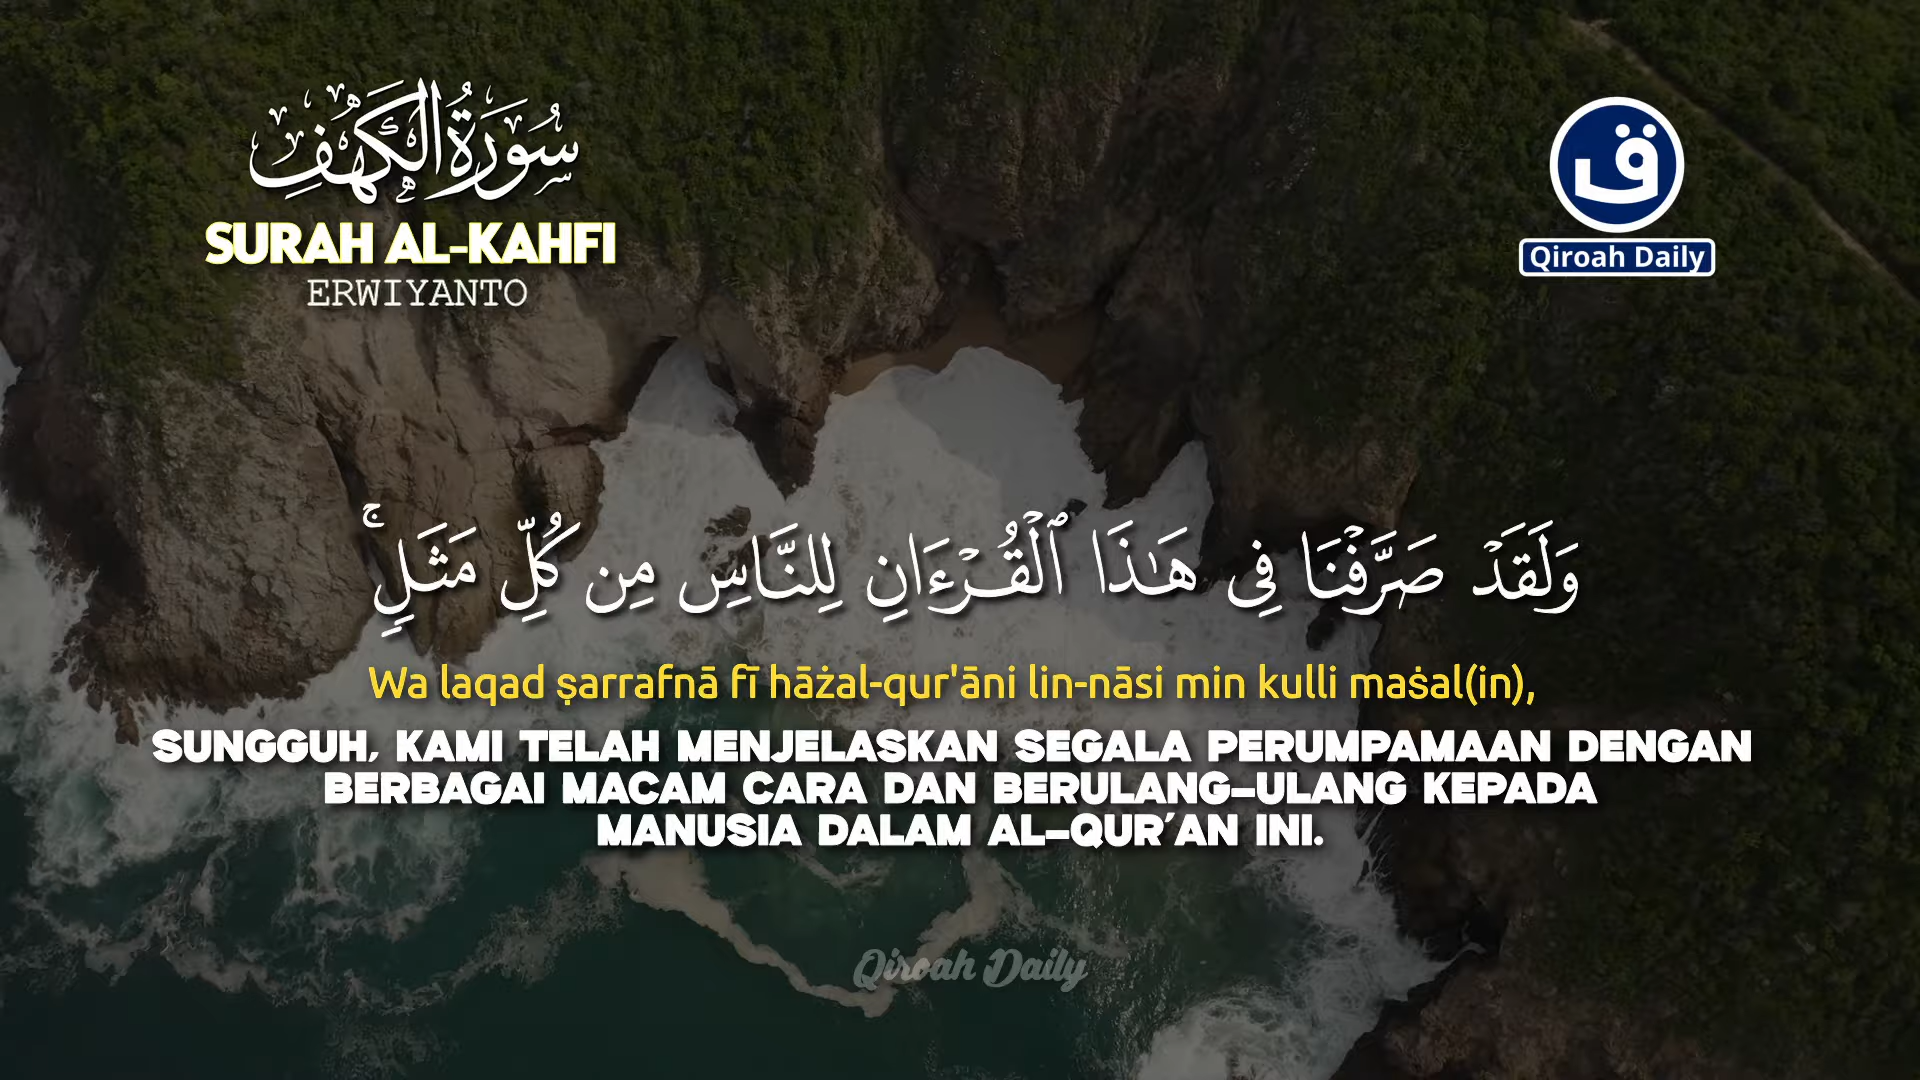 سُورَةُ الْكَهْفِ
SURAH AL-KAHFI
ERWIYANTO
ق
Qiroah Daily
وَلَقَدْ صَرَّفْنَا فِى هَـٰذَا ٱلْقُرْءَانِ لِلنَّاسِ مِن كُلِّ مَثَلٍۢ ۚ
Wa laqad ṣarrafnā fī hāżal-qur'āni lin-nāsi min kulli maṡal(in),
SUNGGUH, KAMI TELAH MENJELASKAN SEGALA PERUMPAMAAN DENGAN
BERBAGAI MACAM CARA DAN BERULANG-ULANG KEPADA
MANUSIA DALAM AL-QUR'AN INI.
Qiroah Daily